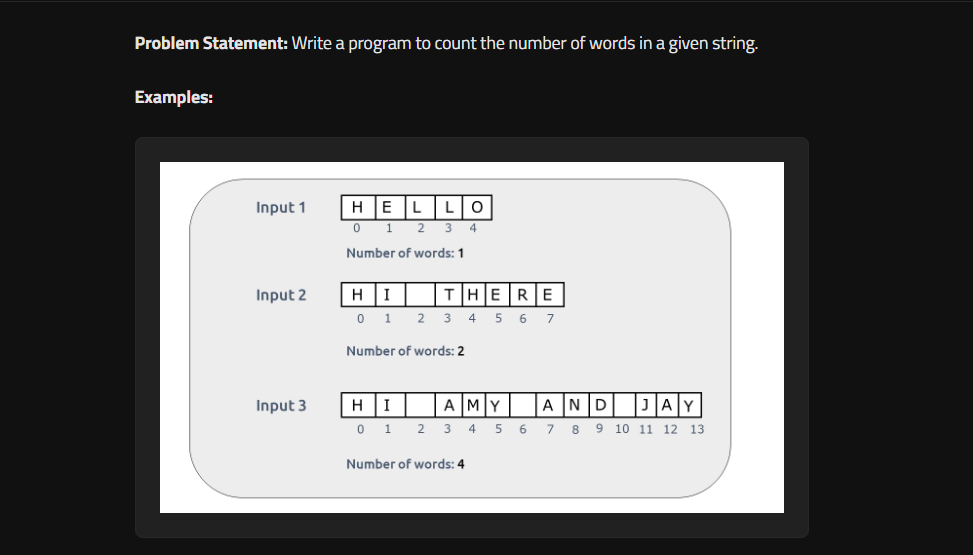 Problem Statement: Write a program to count the number of words in a given string.
Examples:
Input 1 H E L L O
0 1 2 3 4
Number of words: 1
Input 2 H I T H E R E
0 1 2 3 4 5 6 7
Number of words: 2
Input 3 H I A M Y A N D J A Y
0 1 2 3 4 5 6 7 8 9 10 11 12 13
Number of words: 4